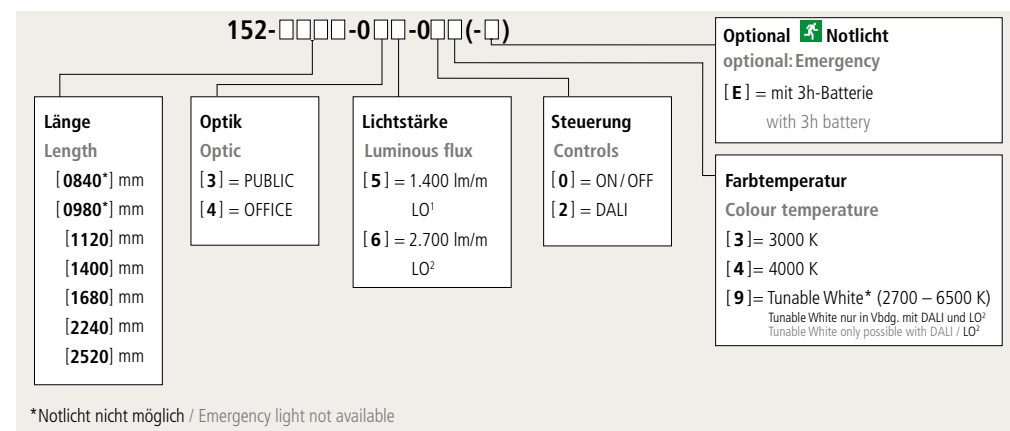 152-□□□□-0□□-0□□(-□)
Länge
Length
[0840*] mm
[0980*] mm
[1120] mm
[1400] mm
[1680] mm
[2240] mm
[2520] mm
Optik
Optic
[3] = PUBLIC
[4] = OFFICE
Lichtstärke
Luminous flux
[5] = 1.400 lm/m
LO¹
[6] = 2.700 lm/m
LO²
Steuerung
Controls
[0] = ON/OFF
[2] = DALI
Optional Notlicht
optional: Emergency
[E] = mit 3h-Batterie
with 3h battery
Farbtemperatur
Colour temperature
[3]= 3000 K
[4]= 4000 K
[9]= Tunable White* (2700 – 6500 K)
Tunable White nur in Vbdg. mit DALI und LO²
Tunable White only possible with DALI / LO²
*Notlicht nicht möglich / Emergency light not available